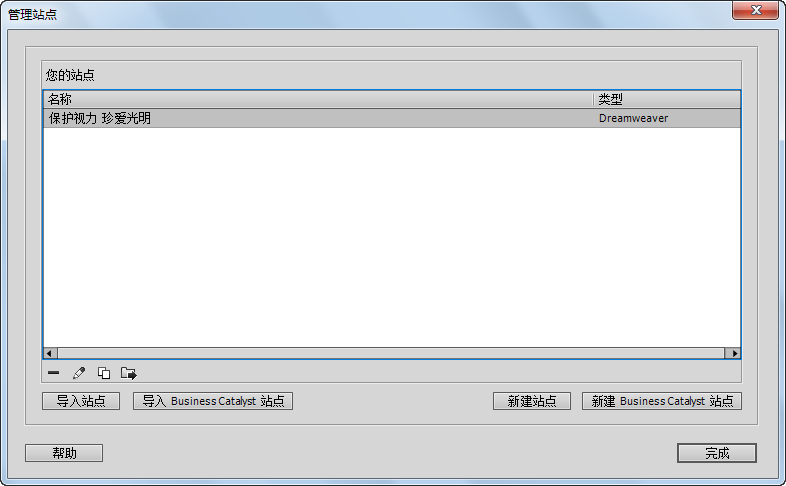 管理站点
您的站点
名称 类型
保护视力 珍爱光明 Dreamweaver
导入站点 导入 Business Catalyst 站点 新建站点 新建 Business Catalyst 站点
帮助 完成